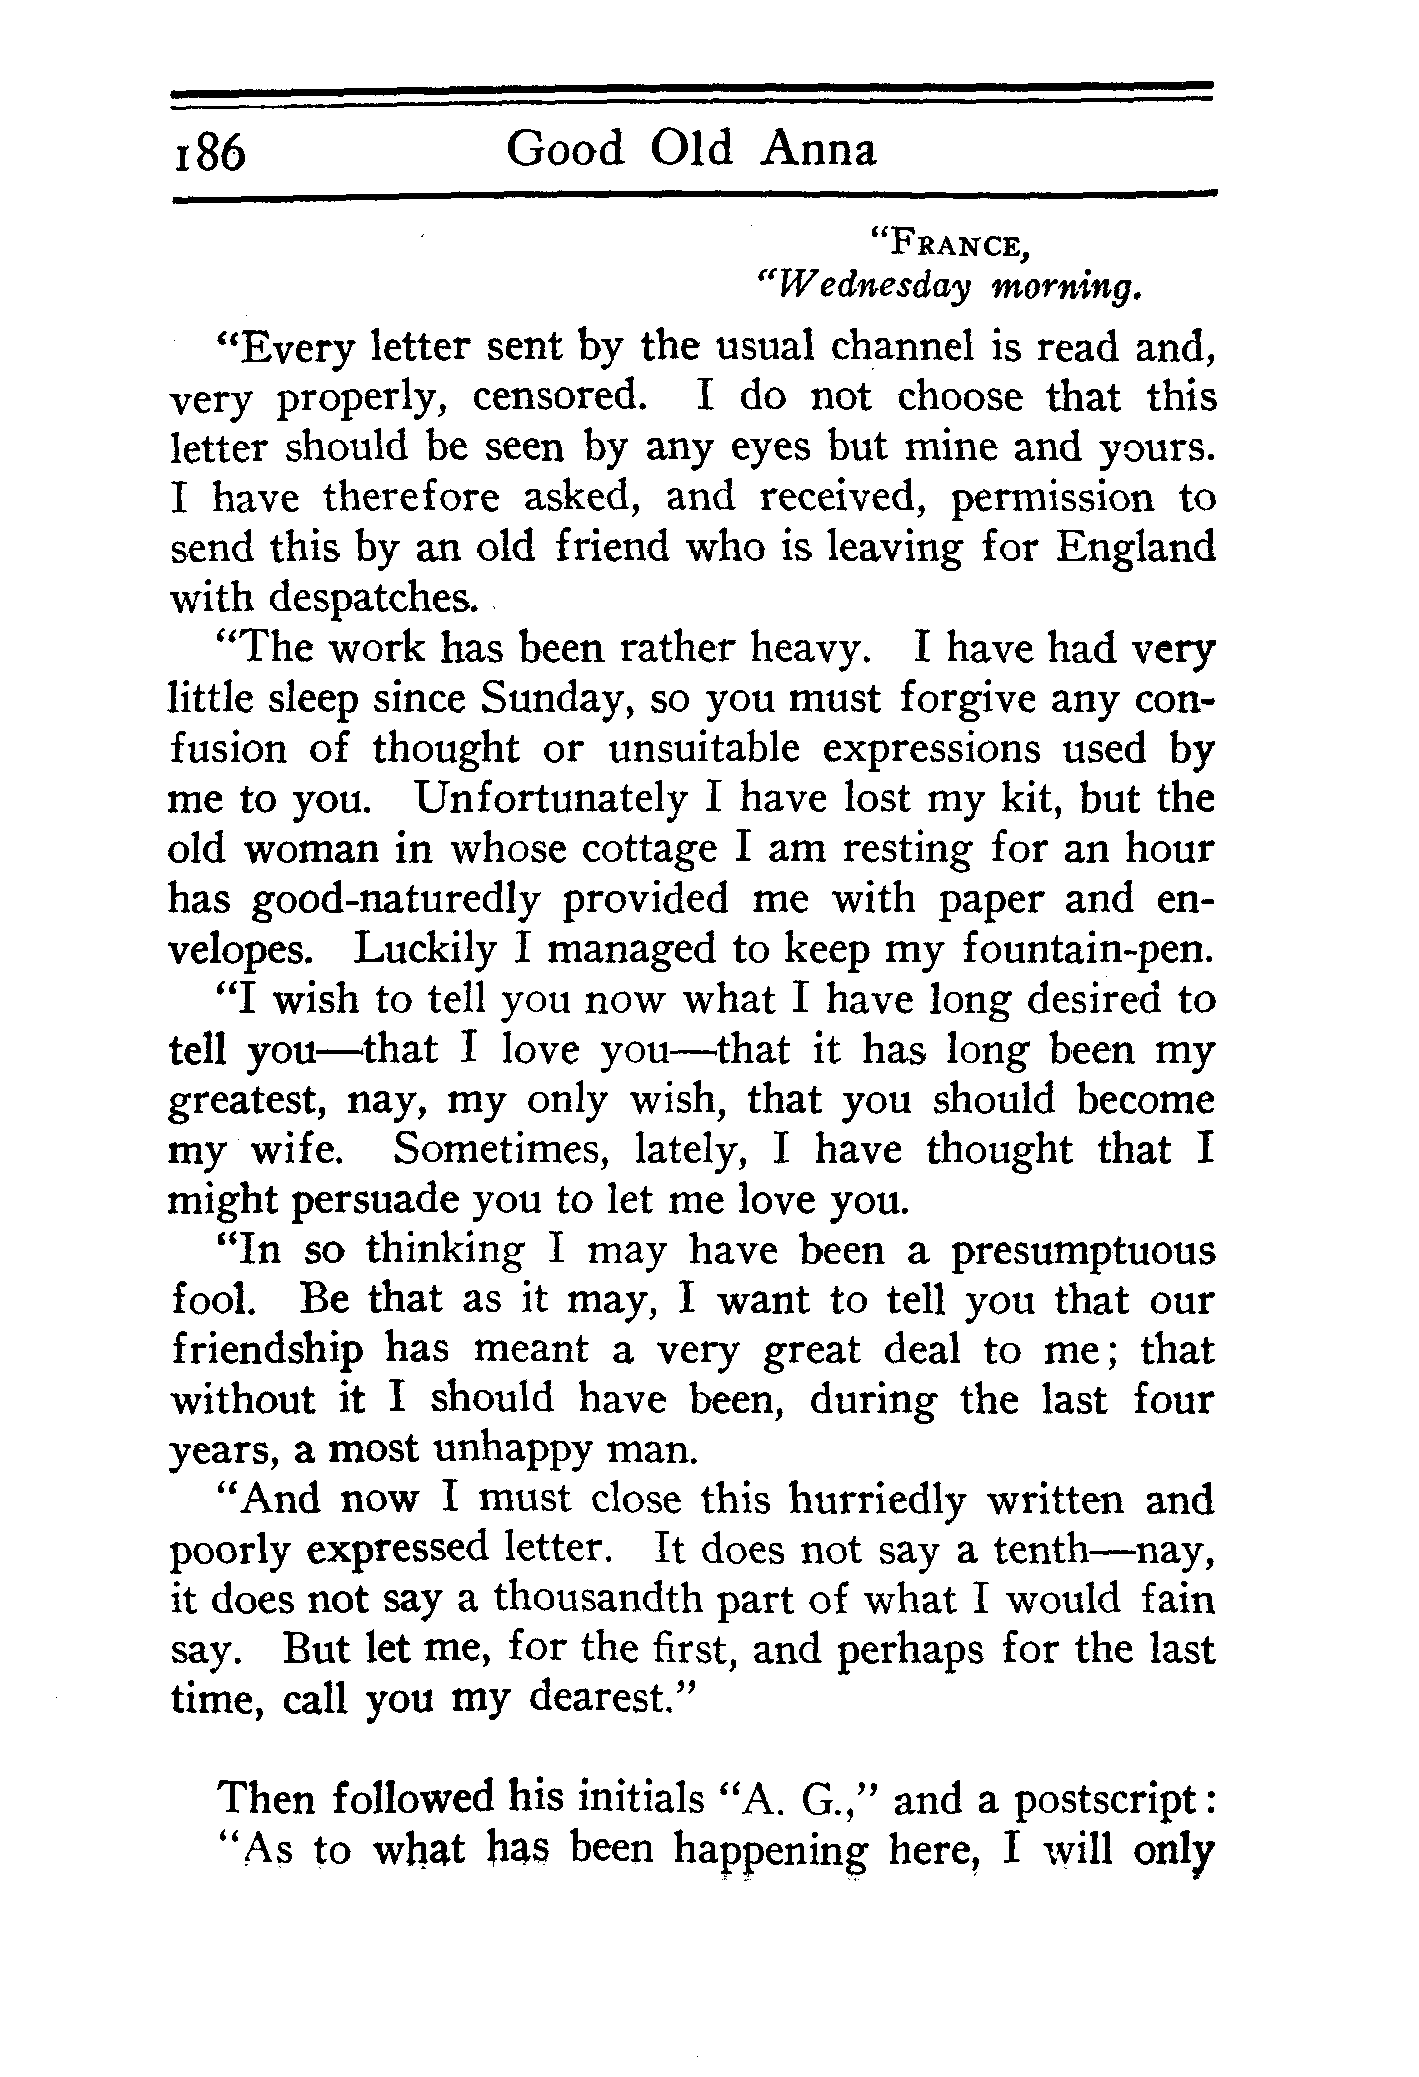 186 Good Old Anna
“France,
“Wednesday morning.
“Every letter sent by the usual channel is read and,
very properly, censored. I do not choose that this
letter should be seen by any eyes but mine and yours.
I have therefore asked, and received, permission to
send this by an old friend who is leaving for England
with despatches.
“The work has been rather heavy. I have had very
little sleep since Sunday, so you must forgive any con-
fusion of thought or unsuitable expressions used by
me to you. Unfortunately I have lost my kit, but the
old woman in whose cottage I am resting for an hour
has good-naturedly provided me with paper and en-
velopes. Luckily I managed to keep my fountain-pen.
“I wish to tell you now what I have long desired to
tell you—that I love you—that it has long been my
greatest, nay, my only wish, that you should become
my wife. Sometimes, lately, I have thought that I
might persuade you to let me love you.
“In so thinking I may have been a presumptuous
fool. Be that as it may, I want to tell you that our
friendship has meant a very great deal to me; that
without it I should have been, during the last four
years, a most unhappy man.
“And now I must close this hurriedly written and
poorly expressed letter. It does not say a tenth—nay,
it does not say a thousandth part of what I would fain
say. But let me, for the first, and perhaps for the last
time, call you my dearest.”
Then followed his initials “A. G.,” and a postscript:
“As to what has been happening here, I will only